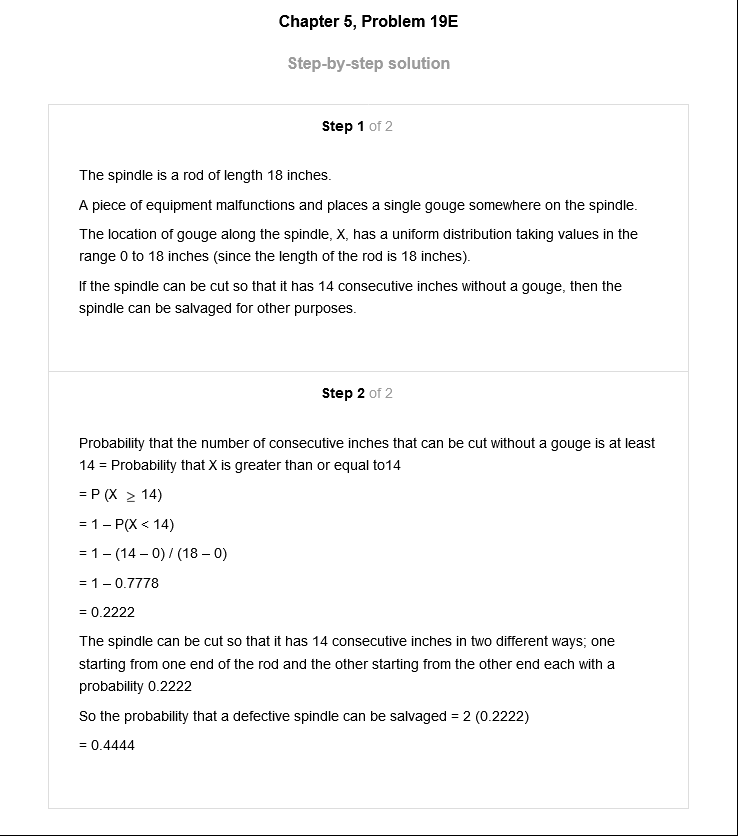 Chapter 5, Problem 19E
Step-by-step solution
Step 1 of 2
The spindle is a rod of length 18 inches.
A piece of equipment malfunctions and places a single gouge somewhere on the spindle.
The location of gouge along the spindle, X, has a uniform distribution taking values in the
range 0 to 18 inches (since the length of the rod is 18 inches).
If the spindle can be cut so that it has 14 consecutive inches without a gouge, then the
spindle can be salvaged for other purposes.
Step 2 of 2
Probability that the number of consecutive inches that can be cut without a gouge is at least
14 = Probability that X is greater than or equal to14
= P (X ≥ 14)
= 1 – P(X < 14)
= 1 – (14 – 0) / (18 – 0)
= 1 – 0.7778
= 0.2222
The spindle can be cut so that it has 14 consecutive inches in two different ways; one
starting from one end of the rod and the other starting from the other end each with a
probability 0.2222
So the probability that a defective spindle can be salvaged = 2 (0.2222)
= 0.4444